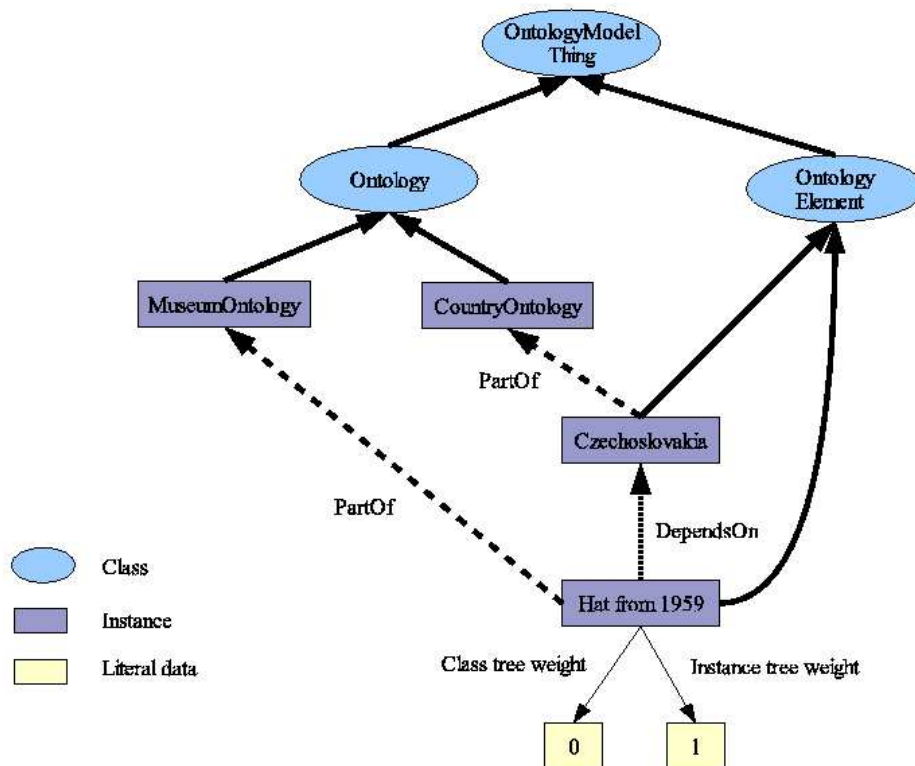 OntologyModel
Thing
Ontology
Ontology
Element
MuseumOntology
CountryOntology
PartOf
Czechoslovakia
PartOf
DependsOn
Class
Hat from 1959
Instance
Class tree weight
Instance tree weight
Literal data
0
1